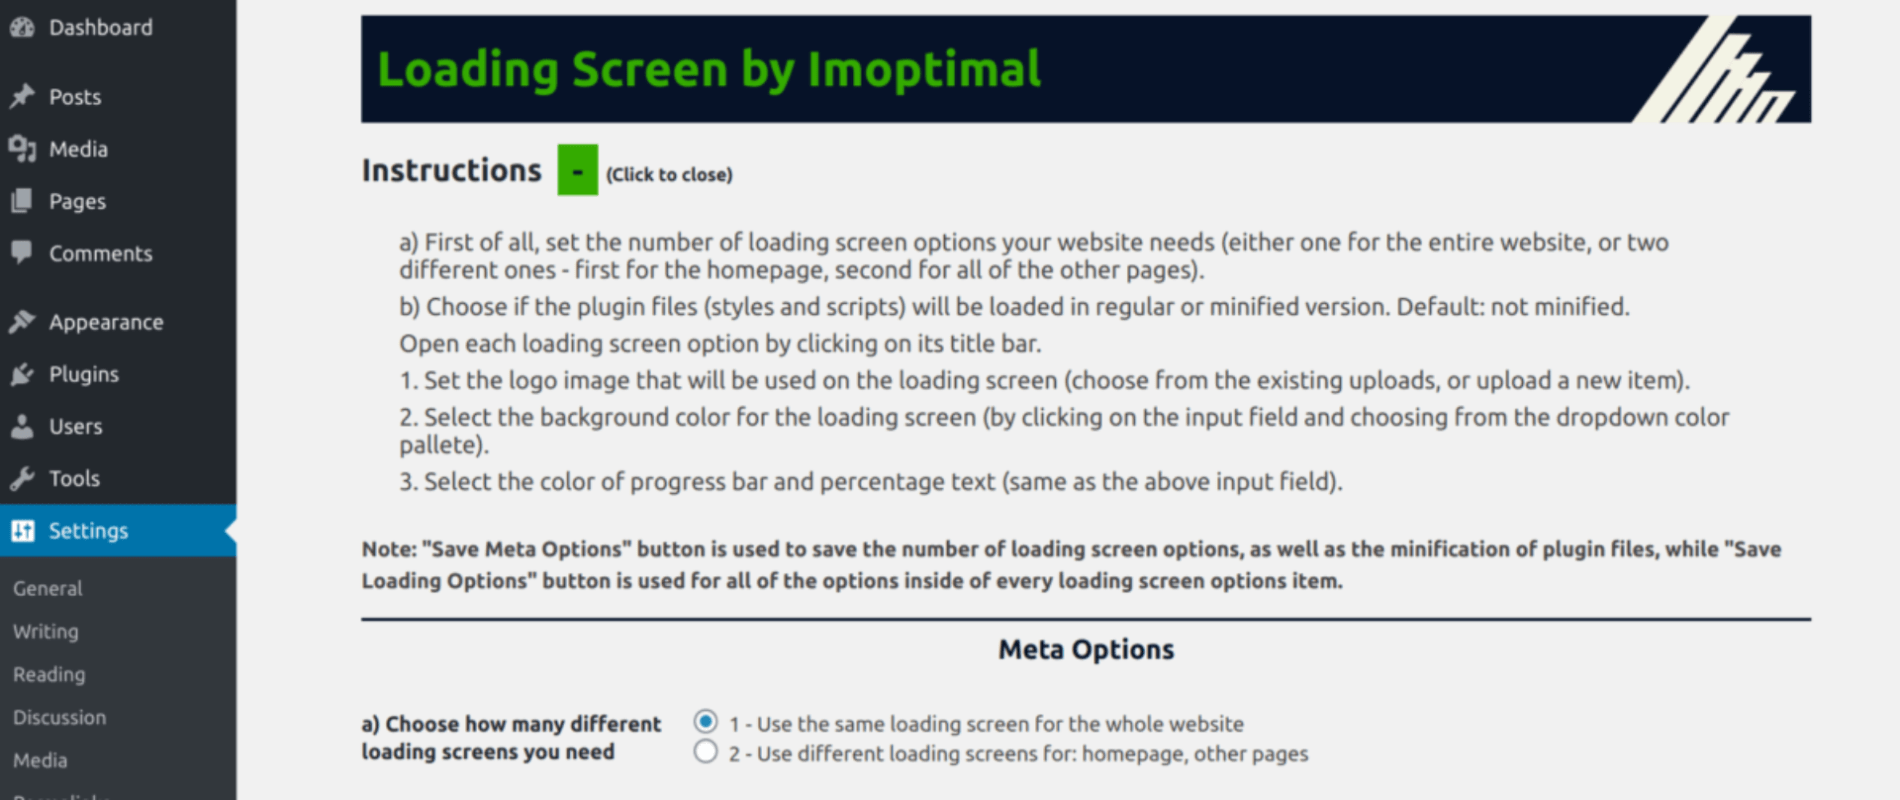 Dashboard
Posts
Media
Pages
Comments
Appearance
Plugins
Users
Tools
Settings
General
Writing
Reading
Discussion
Media
Loading Screen by Imoptimal
Instructions - (Click to close)
a) First of all, set the number of loading screen options your website needs (either one for the entire website, or two
different ones - first for the homepage, second for all of the other pages).
b) Choose if the plugin files (styles and scripts) will be loaded in regular or minified version. Default: not minified.
Open each loading screen option by clicking on its title bar.
1. Set the logo image that will be used on the loading screen (choose from the existing uploads, or upload a new item).
2. Select the background color for the loading screen (by clicking on the input field and choosing from the dropdown color
pallete).
3. Select the color of progress bar and percentage text (same as the above input field).
Note: "Save Meta Options" button is used to save the number of loading screen options, as well as the minification of plugin files, while "Save
Loading Options" button is used for all of the options inside of every loading screen options item.
Meta Options
a) Choose how many different
loading screens you need
1 - Use the same loading screen for the whole website
2 - Use different loading screens for: homepage, other pages